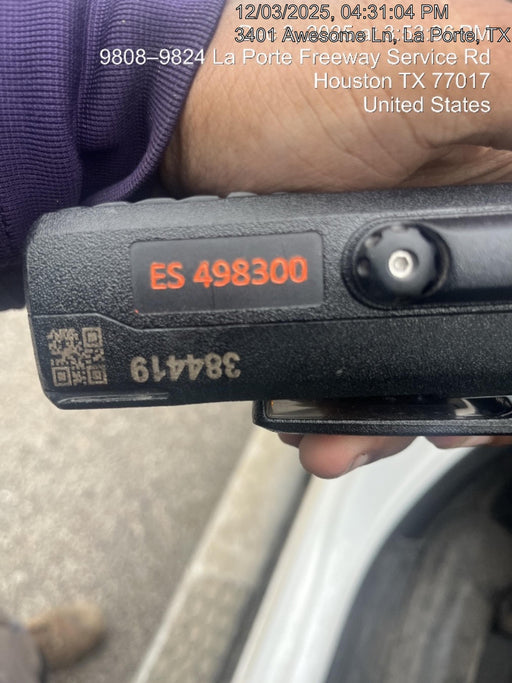 12/03/2025, 04:31:04 PM
3401 Awesome Ln, La Porte, TX
9808–9824 La Porte Freeway Service Rd
Houston TX 77017
United States
ES 498300
384419